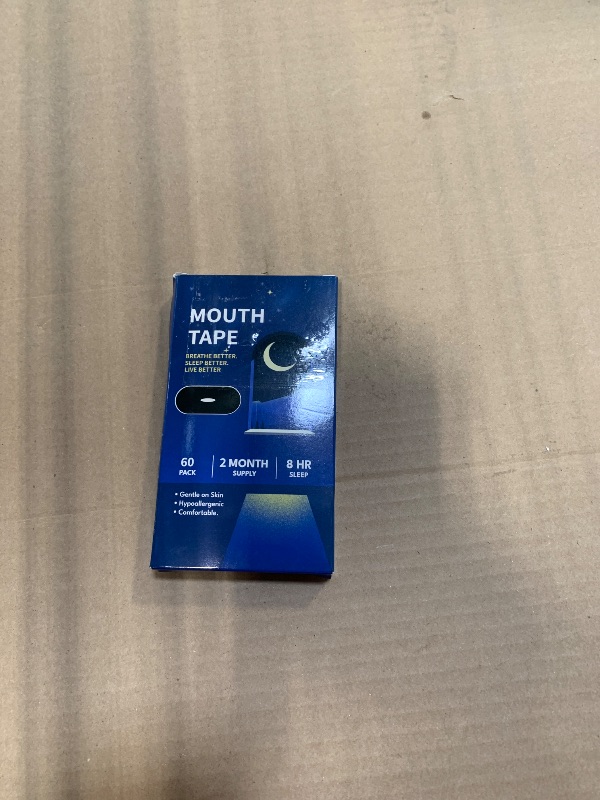 MOUTH
TAPE
BREATHE BETTER.
SLEEP BETTER.
LIVE BETTER
60
PACK
2 MONTH
SUPPLY
8 HR
SLEEP
• Gentle on Skin
• Hypoallergenic
• Comfortable.